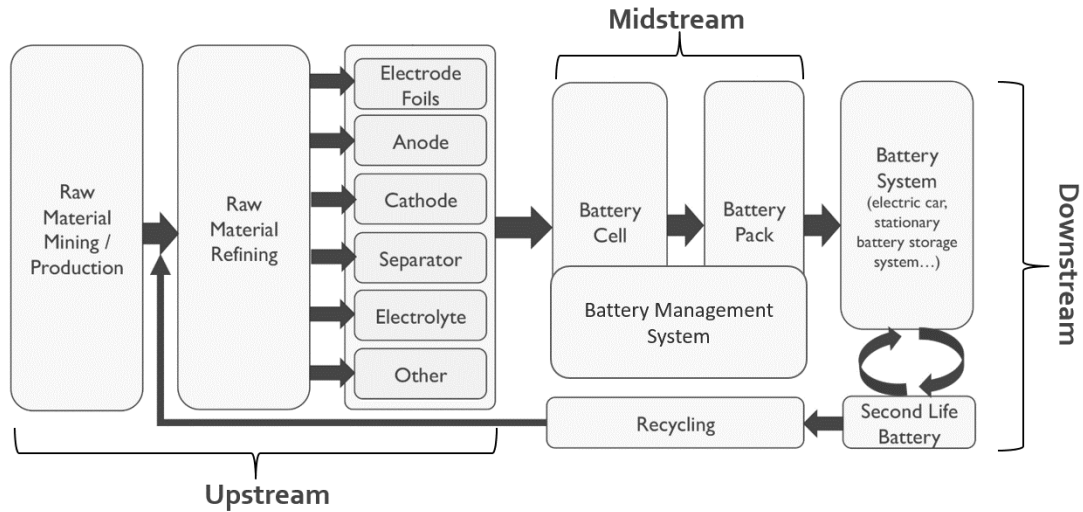 Midstream
Raw
Material
Mining /
Production
Raw
Material
Refining
Electrode
Foils
Anode
Cathode
Separator
Electrolyte
Other
Battery
Cell
Battery
Pack
Battery Management
System
Battery
System
(electric car,
stationary
battery storage
system...)
Downstream
Second Life
Battery
Recycling
Upstream